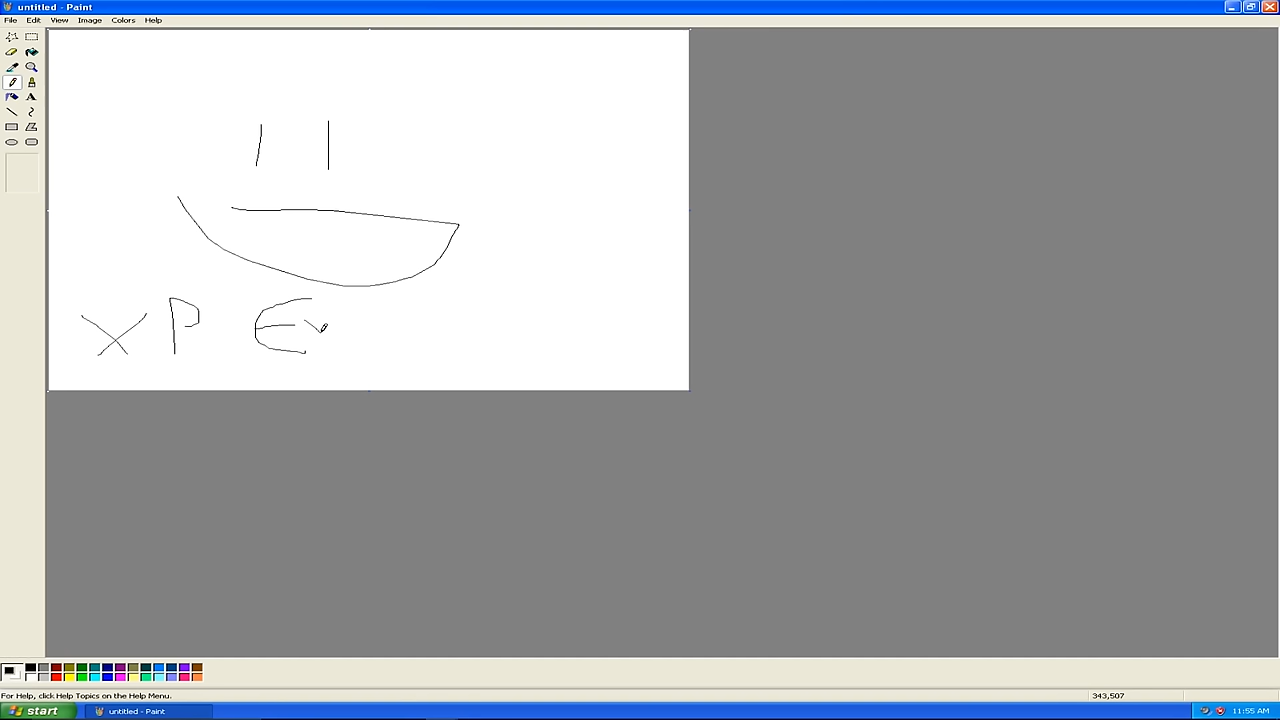 untitled - Paint
File Edit View Image Colors Help
XP E
For Help, click Help Topics on the Help Menu.
343,507
start untitled - Paint 11:55 AM